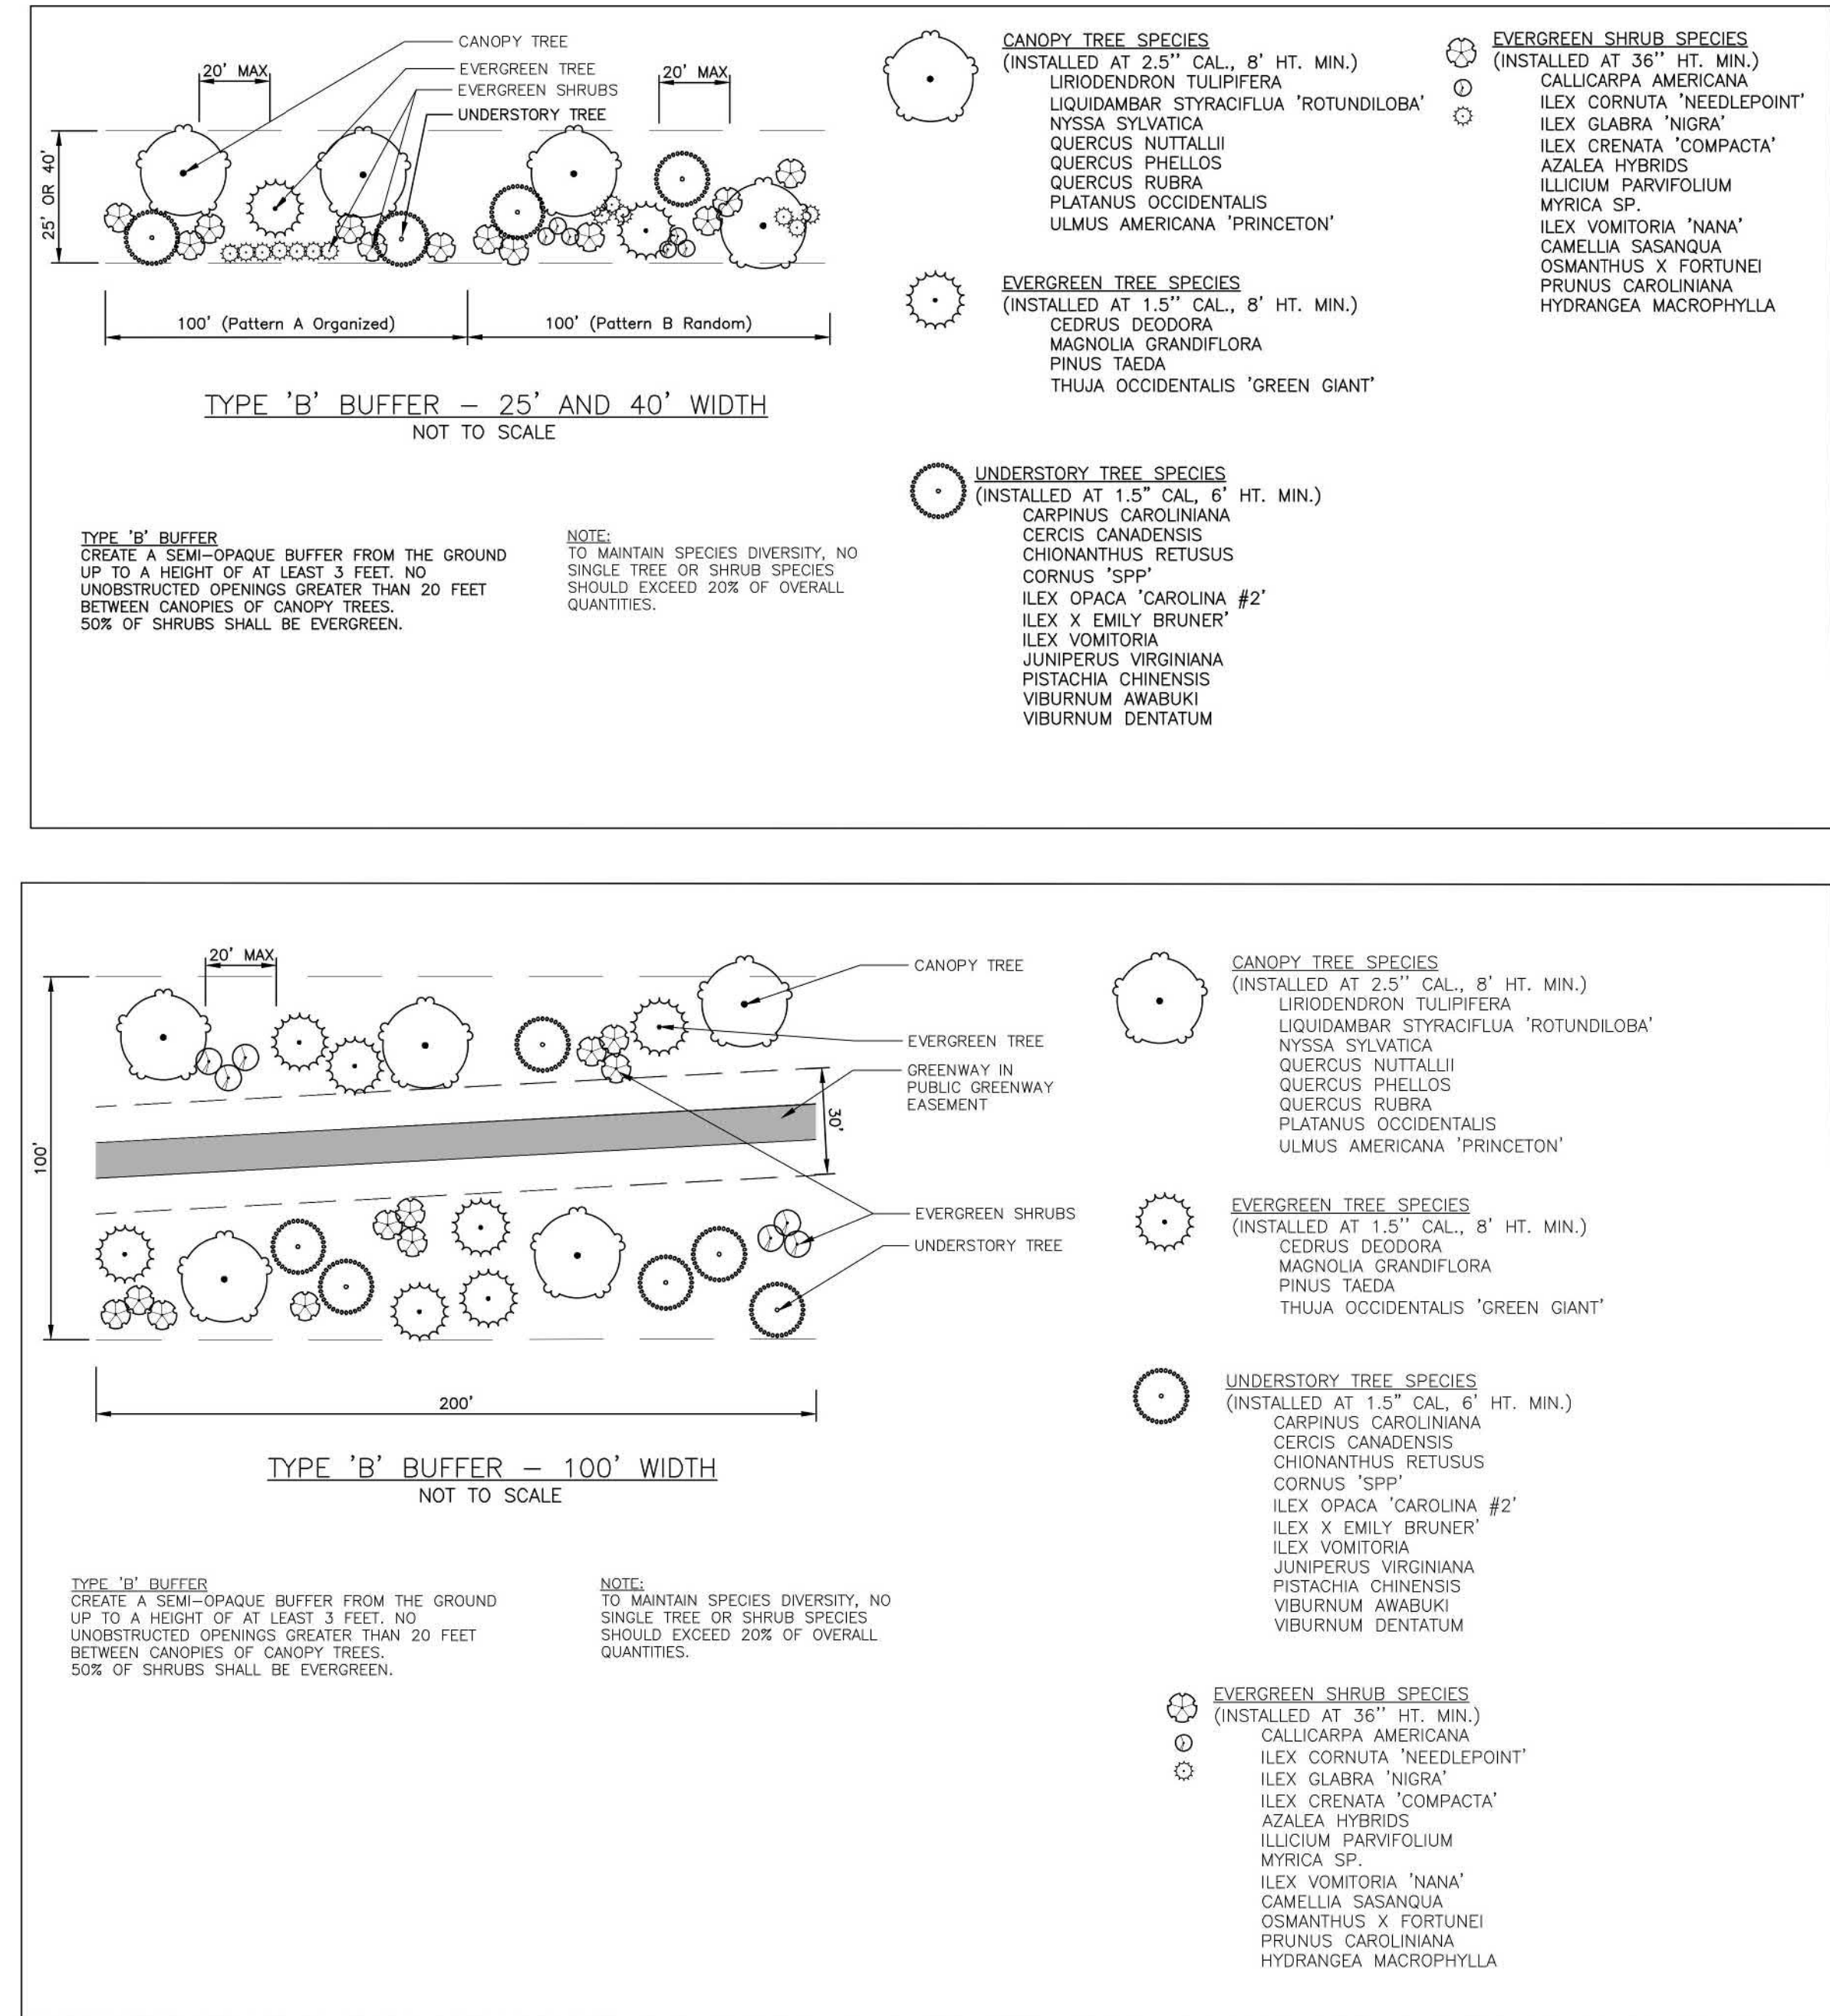 CANOPY TREE
EVERGREEN TREE
EVERGREEN SHRUBS
UNDERSTORY TREE
20' MAX
20' MAX
25' OR 40'
100' (Pattern A Organized)
100' (Pattern B Random)
TYPE 'B' BUFFER – 25' AND 40' WIDTH
NOT TO SCALE
TYPE 'B' BUFFER
CREATE A SEMI–OPAQUE BUFFER FROM THE GROUND
UP TO A HEIGHT OF AT LEAST 3 FEET. NO
UNOBSTRUCTED OPENINGS GREATER THAN 20 FEET
BETWEEN CANOPIES OF CANOPY TREES.
50% OF SHRUBS SHALL BE EVERGREEN.
NOTE:
TO MAINTAIN SPECIES DIVERSITY, NO
SINGLE TREE OR SHRUB SPECIES
SHOULD EXCEED 20% OF OVERALL
QUANTITIES.
CANOPY TREE SPECIES
(INSTALLED AT 2.5'' CAL., 8' HT. MIN.)
LIRIODENDRON TULIPIFERA
LIQUIDAMBAR STYRACIFLUA 'ROTUNDILOBA'
NYSSA SYLVATICA
QUERCUS NUTTALLII
QUERCUS PHELLOS
QUERCUS RUBRA
PLATANUS OCCIDENTALIS
ULMUS AMERICANA 'PRINCETON'
EVERGREEN TREE SPECIES
(INSTALLED AT 1.5'' CAL., 8' HT. MIN.)
CEDRUS DEODORA
MAGNOLIA GRANDIFLORA
PINUS TAEDA
THUJA OCCIDENTALIS 'GREEN GIANT'
UNDERSTORY TREE SPECIES
(INSTALLED AT 1.5" CAL, 6' HT. MIN.)
CARPINUS CAROLINIANA
CERCIS CANADENSIS
CHIONANTHUS RETUSUS
CORNUS 'SPP'
ILEX OPACA 'CAROLINA #2'
ILEX X EMILY BRUNER'
ILEX VOMITORIA
JUNIPERUS VIRGINIANA
PISTACHIA CHINENSIS
VIBURNUM AWABUKI
VIBURNUM DENTATUM
EVERGREEN SHRUB SPECIES
(INSTALLED AT 36'' HT. MIN.)
CALLICARPA AMERICANA
ILEX CORNUTA 'NEEDLEPOINT'
ILEX GLABRA 'NIGRA'
ILEX CRENATA 'COMPACTA'
AZALEA HYBRIDS
ILLICIUM PARVIFOLIUM
MYRICA SP.
ILEX VOMITORIA 'NANA'
CAMELLIA SASANQUA
OSMANTHUS X FORTUNEI
PRUNUS CAROLINIANA
HYDRANGEA MACROPHYLLA
20' MAX
100'
30'
200'
CANOPY TREE
EVERGREEN TREE
GREENWAY IN
PUBLIC GREENWAY
EASEMENT
EVERGREEN SHRUBS
UNDERSTORY TREE
TYPE 'B' BUFFER – 100' WIDTH
NOT TO SCALE
TYPE 'B' BUFFER
CREATE A SEMI–OPAQUE BUFFER FROM THE GROUND
UP TO A HEIGHT OF AT LEAST 3 FEET. NO
UNOBSTRUCTED OPENINGS GREATER THAN 20 FEET
BETWEEN CANOPIES OF CANOPY TREES.
50% OF SHRUBS SHALL BE EVERGREEN.
NOTE:
TO MAINTAIN SPECIES DIVERSITY, NO
SINGLE TREE OR SHRUB SPECIES
SHOULD EXCEED 20% OF OVERALL
QUANTITIES.
CANOPY TREE SPECIES
(INSTALLED AT 2.5'' CAL., 8' HT. MIN.)
LIRIODENDRON TULIPIFERA
LIQUIDAMBAR STYRACIFLUA 'ROTUNDILOBA'
NYSSA SYLVATICA
QUERCUS NUTTALLII
QUERCUS PHELLOS
QUERCUS RUBRA
PLATANUS OCCIDENTALIS
ULMUS AMERICANA 'PRINCETON'
EVERGREEN TREE SPECIES
(INSTALLED AT 1.5'' CAL., 8' HT. MIN.)
CEDRUS DEODORA
MAGNOLIA GRANDIFLORA
PINUS TAEDA
THUJA OCCIDENTALIS 'GREEN GIANT'
UNDERSTORY TREE SPECIES
(INSTALLED AT 1.5" CAL, 6' HT. MIN.)
CARPINUS CAROLINIANA
CERCIS CANADENSIS
CHIONANTHUS RETUSUS
CORNUS 'SPP'
ILEX OPACA 'CAROLINA #2'
ILEX X EMILY BRUNER'
ILEX VOMITORIA
JUNIPERUS VIRGINIANA
PISTACHIA CHINENSIS
VIBURNUM AWABUKI
VIBURNUM DENTATUM
EVERGREEN SHRUB SPECIES
(INSTALLED AT 36'' HT. MIN.)
CALLICARPA AMERICANA
ILEX CORNUTA 'NEEDLEPOINT'
ILEX GLABRA 'NIGRA'
ILEX CRENATA 'COMPACTA'
AZALEA HYBRIDS
ILLICIUM PARVIFOLIUM
MYRICA SP.
ILEX VOMITORIA 'NANA'
CAMELLIA SASANQUA
OSMANTHUS X FORTUNEI
PRUNUS CAROLINIANA
HYDRANGEA MACROPHYLLA